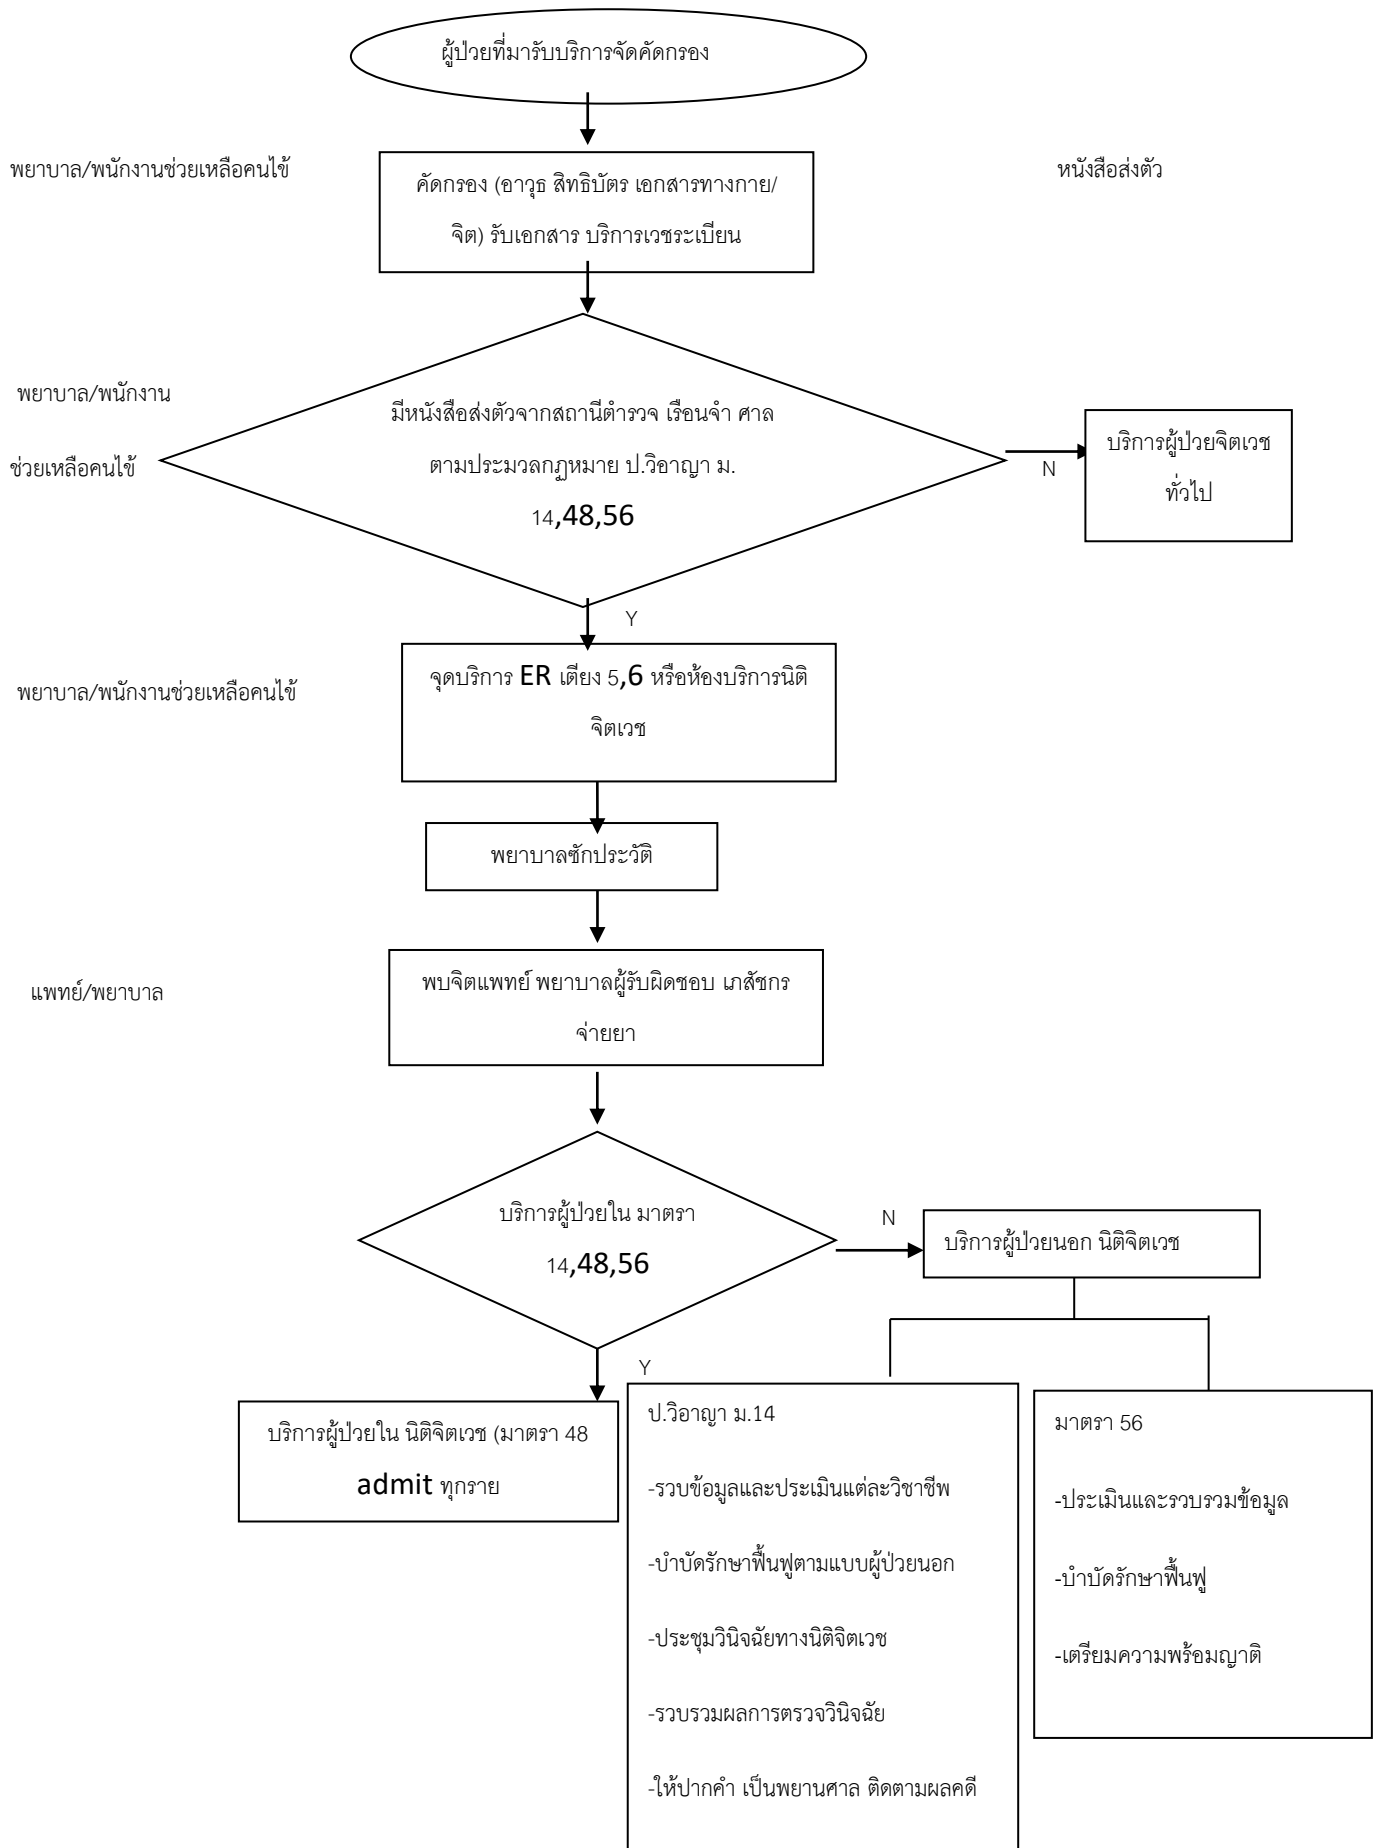 ผู้ป่วยที่มารับบริการจัดคัดกรอง
พยาบาล/พนักงานช่วยเหลือคนไข้
คัดกรอง (อาวุธ สิทธิบัตร เอกสารทางกาย/
จิต) รับเอกสาร บริการเวชระเบียน
หนังสือส่งตัว
พยาบาล/พนักงาน
ช่วยเหลือคนไข้
มีหนังสือส่งตัวจากสถานีตำรวจ เรือนจำ ศาล
ตามประมวลกฎหมาย ป.วิอาญา ม.
14,48,56
N
บริการผู้ป่วยจิตเวช
ทั่วไป
Y
พยาบาล/พนักงานช่วยเหลือคนไข้
จุดบริการ ER เตียง 5,6 หรือห้องบริการนิติ
จิตเวช
พยาบาลซักประวัติ
แพทย์/พยาบาล
พบจิตแพทย์ พยาบาลผู้รับผิดชอบ เภสัชกร
จ่ายยา
บริการผู้ป่วยใน มาตรา
14,48,56
N
บริการผู้ป่วยนอก นิติจิตเวช
Y
บริการผู้ป่วยใน นิติจิตเวช (มาตรา 48
admit ทุกราย
ป.วิอาญา ม.14
-รวบข้อมูลและประเมินแต่ละวิชาชีพ
-บำบัดรักษาฟื้นฟูตามแบบผู้ป่วยนอก
-ประชุมวินิจฉัยทางนิติจิตเวช
-รวบรวมผลการตรวจวินิจฉัย
-ให้ปากคำ เป็นพยานศาล ติดตามผลคดี
มาตรา 56
-ประเมินและรวบรวมข้อมูล
-บำบัดรักษาฟื้นฟู
-เตรียมความพร้อมญาติ